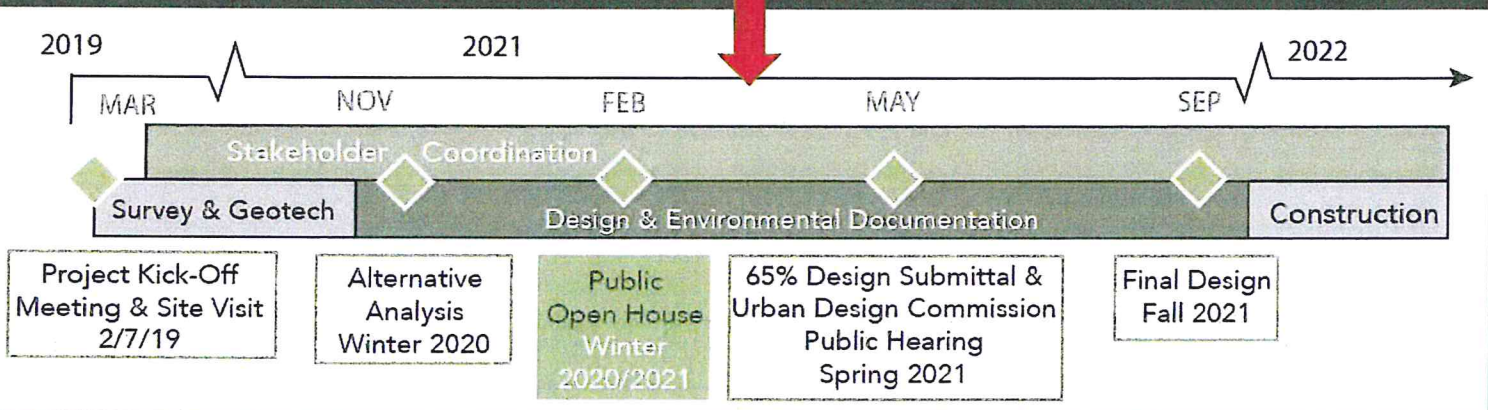 2019
2021
2022
MAR
NOV
FEB
MAY
SEP
Stakeholder Coordination
Survey & Geotech
Design & Environmental Documentation
Construction
Project Kick-Off
Meeting & Site Visit
2/7/19
Alternative
Analysis
Winter 2020
Public
Open House
Winter
2020/2021
65% Design Submittal &
Urban Design Commission
Public Hearing
Spring 2021
Final Design
Fall 2021